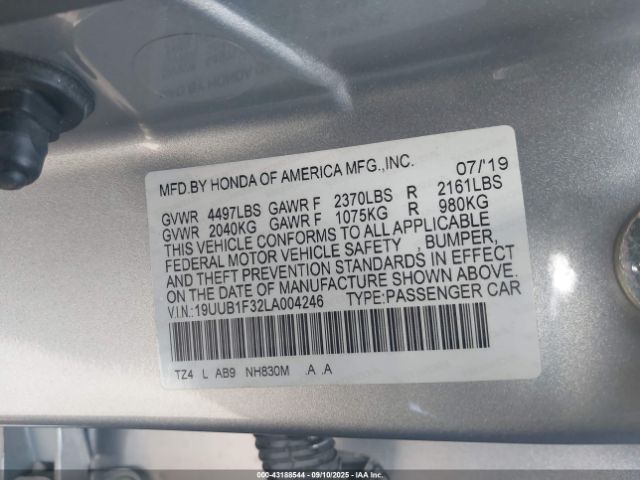 MFD.BY HONDA OF AMERICA MFG.,INC. 07/'19
GVWR 4497LBS GAWR F 2370LBS R 2161LBS
GVWR 2040KG GAWR F 1075KG R 980KG
THIS VEHICLE CONFORMS TO ALL APPLICABLE
FEDERAL MOTOR VEHICLE SAFETY , BUMPER,
AND THEFT PREVENTION STANDARDS IN EFFECT
ON THE DATE OF MANUFACTURE SHOWN ABOVE.
V.I.N.:19UUB1F32LA004246 TYPE:PASSENGER CAR
TZ4 L AB9 NH830M .A .A
000-43188544 - 09/10/2025 - IAA Inc.